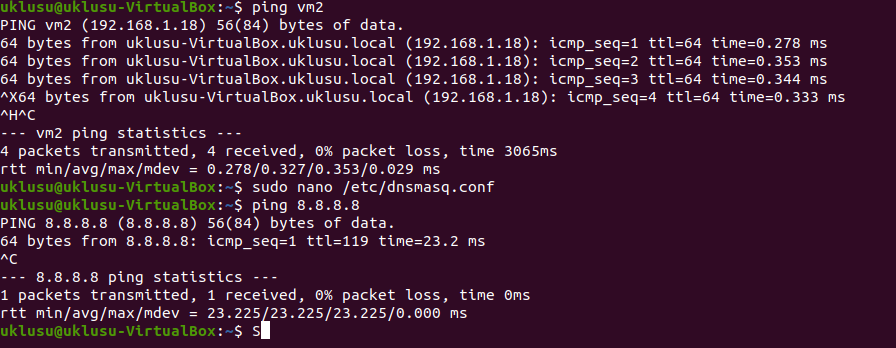 uklusu@uklusu-VirtualBox:~$ ping vm2
PING vm2 (192.168.1.18) 56(84) bytes of data.
64 bytes from uklusu-VirtualBox.uklusu.local (192.168.1.18): icmp_seq=1 ttl=64 time=0.278 ms
64 bytes from uklusu-VirtualBox.uklusu.local (192.168.1.18): icmp_seq=2 ttl=64 time=0.353 ms
64 bytes from uklusu-VirtualBox.uklusu.local (192.168.1.18): icmp_seq=3 ttl=64 time=0.344 ms
^X64 bytes from uklusu-VirtualBox.uklusu.local (192.168.1.18): icmp_seq=4 ttl=64 time=0.333 ms
^H^C
--- vm2 ping statistics ---
4 packets transmitted, 4 received, 0% packet loss, time 3065ms
rtt min/avg/max/mdev = 0.278/0.327/0.353/0.029 ms
uklusu@uklusu-VirtualBox:~$ sudo nano /etc/dnsmasq.conf
uklusu@uklusu-VirtualBox:~$ ping 8.8.8.8
PING 8.8.8.8 (8.8.8.8) 56(84) bytes of data.
64 bytes from 8.8.8.8: icmp_seq=1 ttl=119 time=23.2 ms
^C
--- 8.8.8.8 ping statistics ---
1 packets transmitted, 1 received, 0% packet loss, time 0ms
rtt min/avg/max/mdev = 23.225/23.225/23.225/0.000 ms
uklusu@uklusu-VirtualBox:~$ S